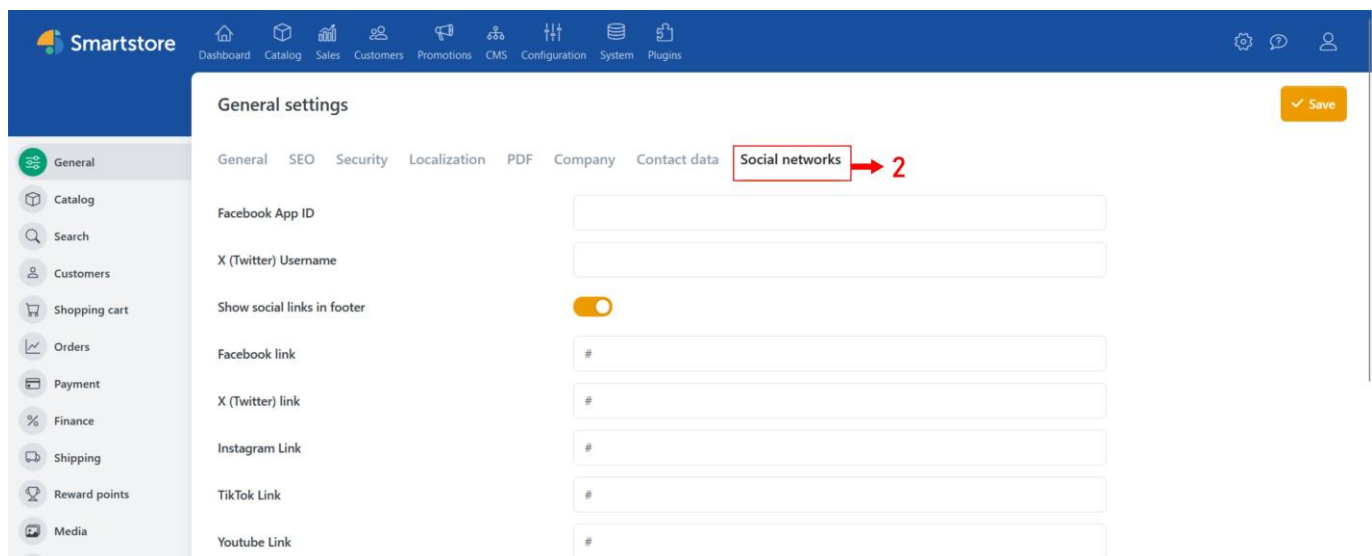 Smartstore
Dashboard Catalog Sales Customers Promotions CMS Configuration System Plugins
General settings
Save
General SEO Security Localization PDF Company Contact data Social networks 2
General
Catalog
Search
Customers
Shopping cart
Orders
Payment
Finance
Shipping
Reward points
Media
Facebook App ID
X (Twitter) Username
Show social links in footer
Facebook link #
X (Twitter) link #
Instagram Link #
TikTok Link #
Youtube Link #